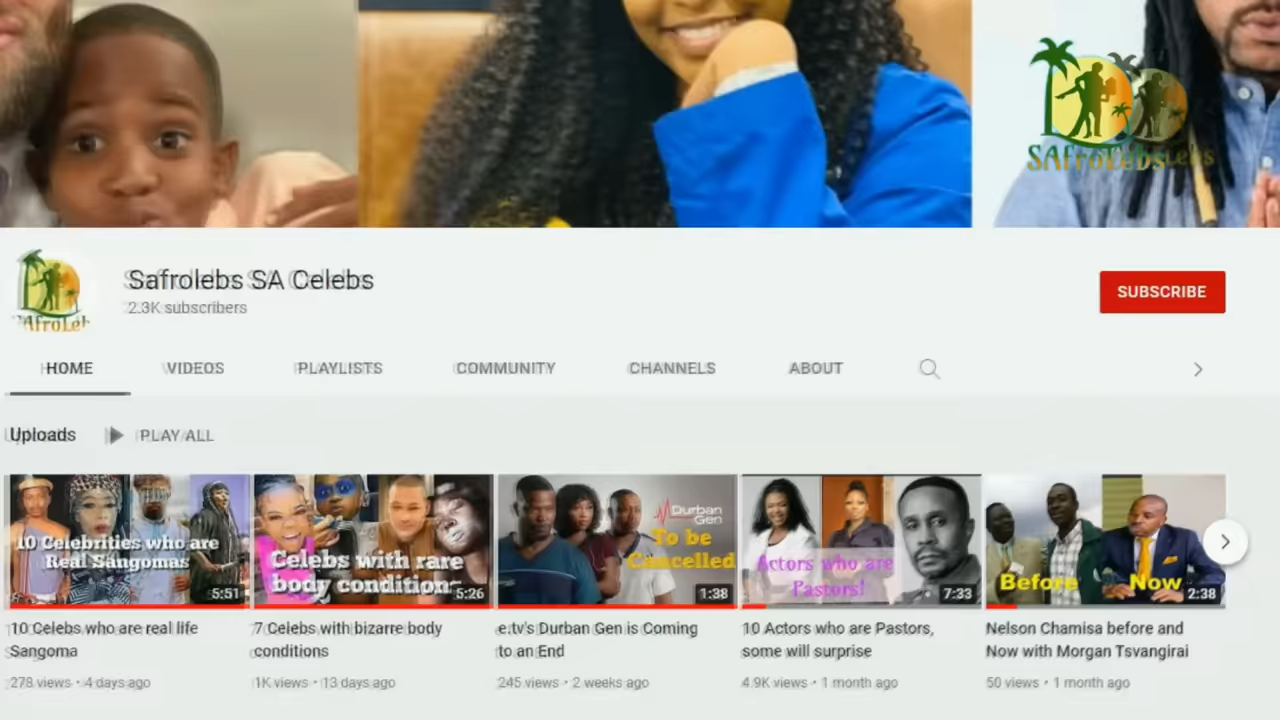 SAfroLebs
Safrolebs SA Celebs
2.3K subscribers
SUBSCRIBE
HOME
VIDEOS
PLAYLISTS
COMMUNITY
CHANNELS
ABOUT
Uploads
PLAY ALL
10 Celebrities who are
Real Sangomas
5:51
Celebs with rare
body conditions
5:26
Durban
Gen
To be
Cancelled
1:38
Actors who are
Pastors!
7:33
Before
Now
2:38
10 Celebs who are real life
Sangoma
278 views • 4 days ago
7 Celebs with bizarre body
conditions
1K views • 13 days ago
e.tv's Durban Gen is Coming
to an End
245 views • 2 weeks ago
10 Actors who are Pastors,
some will surprise
4.9K views • 1 month ago
Nelson Chamisa before and
Now with Morgan Tsvangirai
50 views • 1 month ago